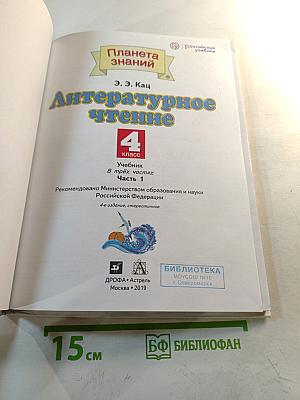 Планета знаний
российский учебник
Э. Э. Кац
Литературное чтение
4
класс
Учебник
В трёх частях
Часть 1
Рекомендовано Министерством образования и науки
Российской Федерации
4-е издание, стереотипное
ДРОФА • Астрель
Москва • 2019
БИБЛИОТЕКА
г. Североморска
15 см
БФ БИБЛИОФАН